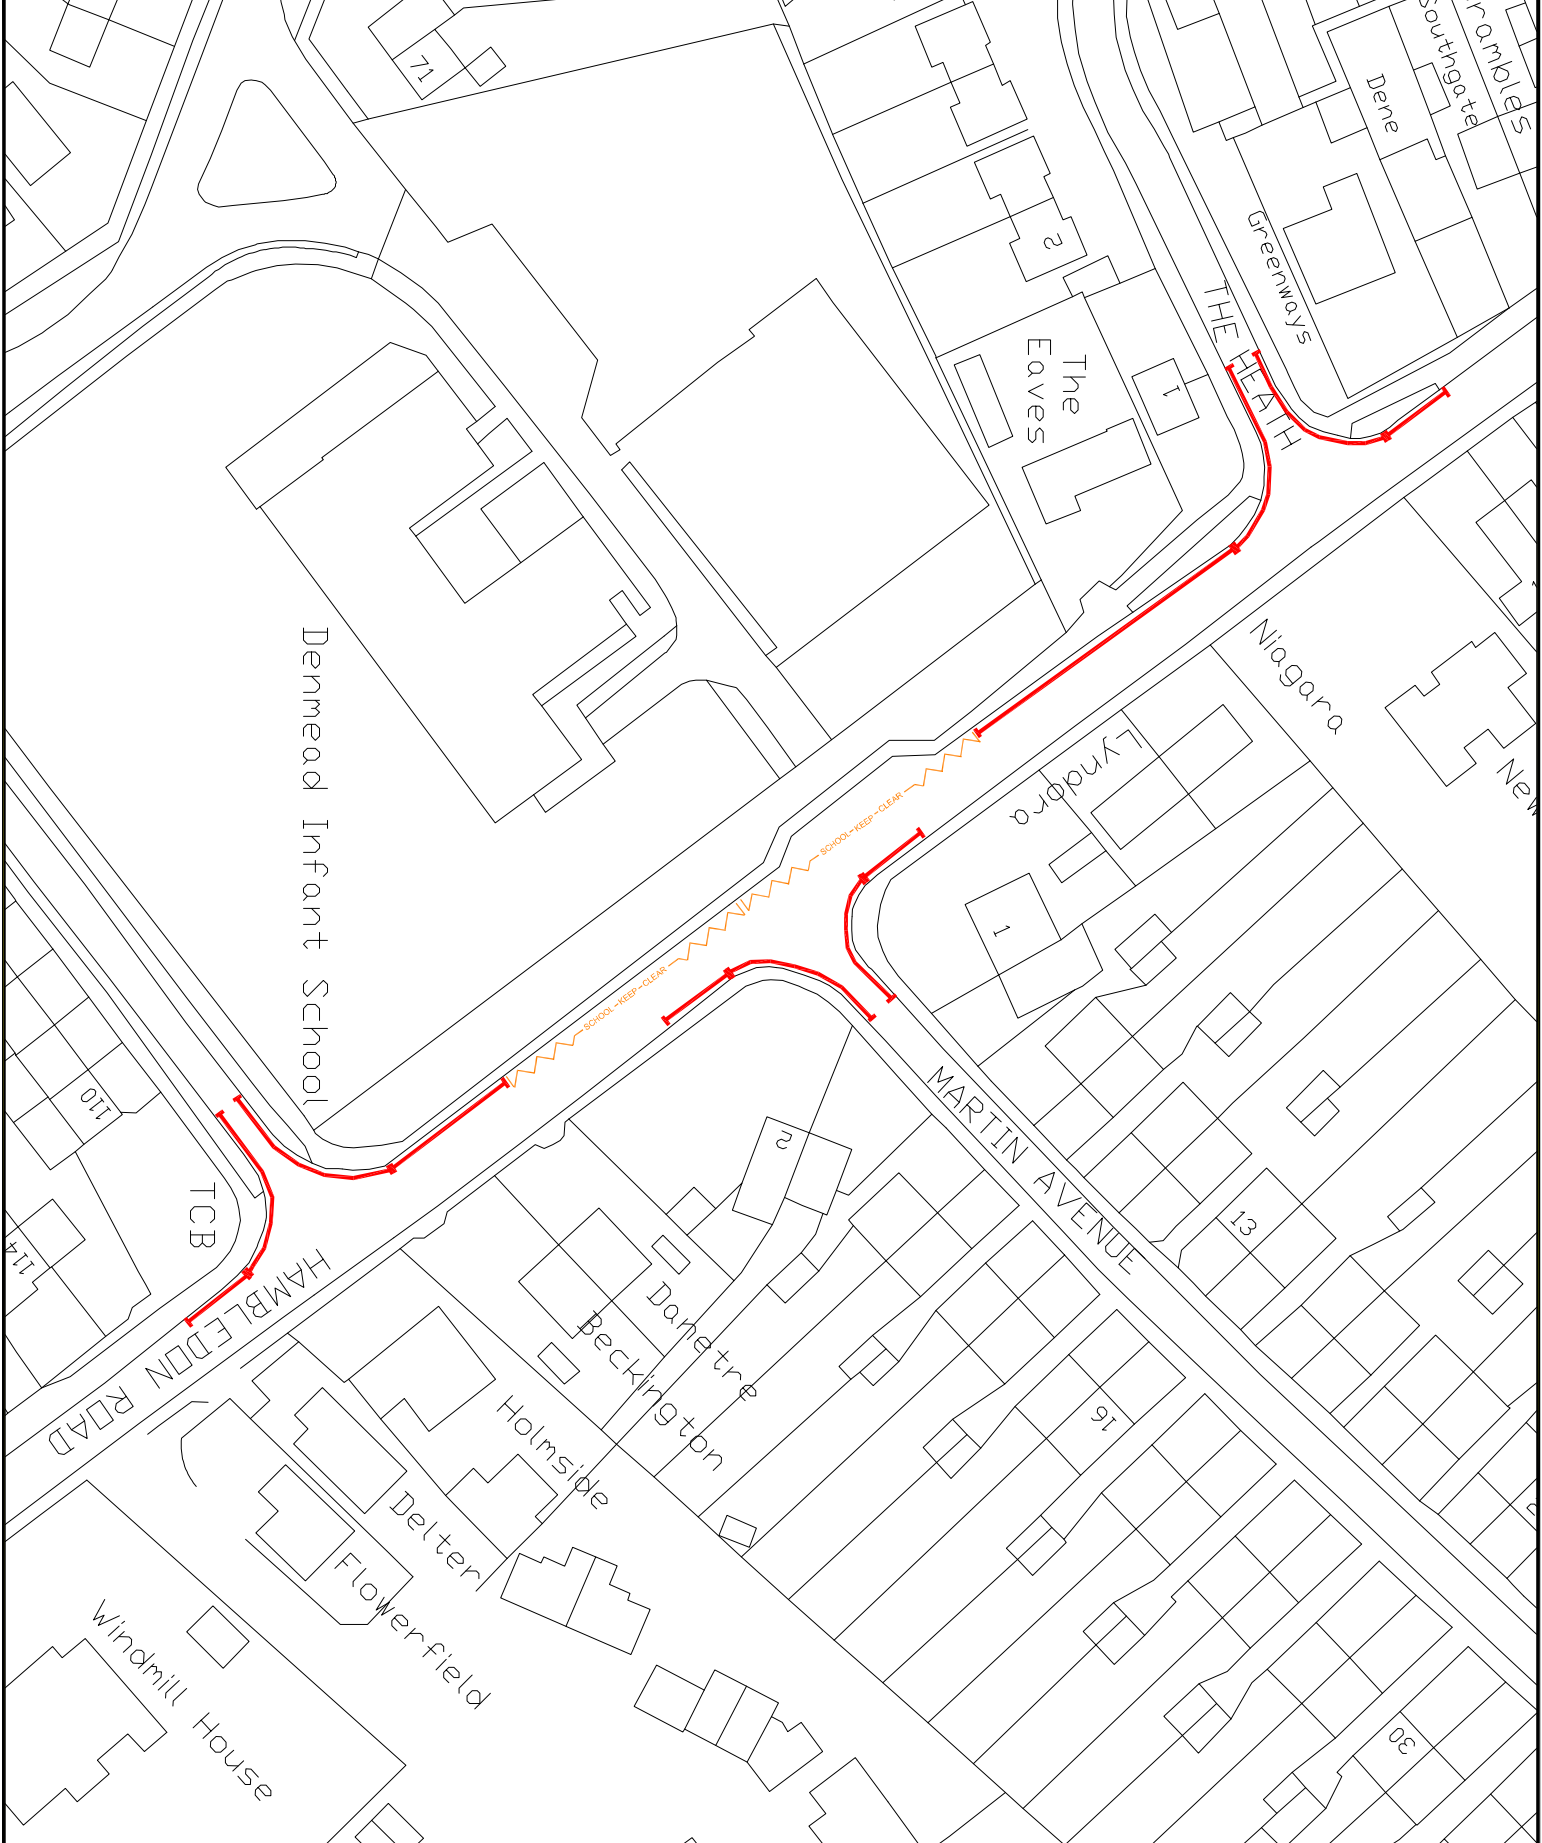 71
Southgate
Brambles
Dene
Greenways
2
THE HEATH
The
Eaves
1
Niagara
New
Lyndora
SCHOOL-KEEP-CLEAR
1
SCHOOL-KEEP-CLEAR
Denmead Infant School
MARTIN AVENUE
110
2
TCB
114
13
HAMBLEDON ROAD
Danetre
Beckington
Holmside
16
Delter
Flowerfield
Windmill House
30